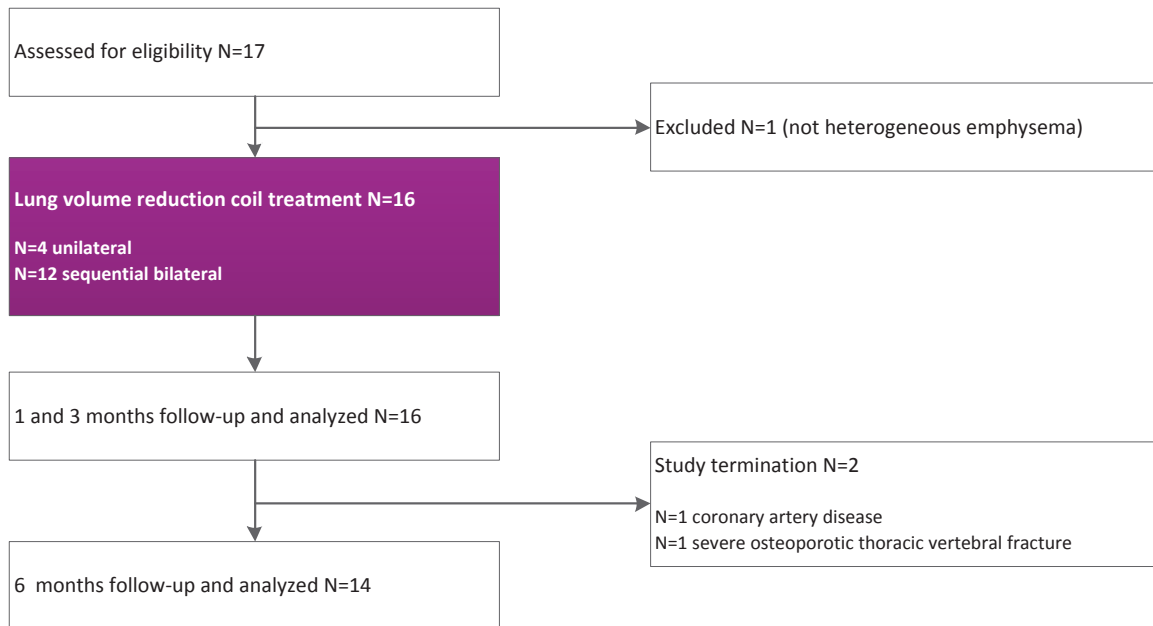 Assessed for eligibility N=17
Excluded N=1 (not heterogeneous emphysema)
Lung volume reduction coil treatment N=16
N=4 unilateral
N=12 sequential bilateral
1 and 3 months follow-up and analyzed N=16
Study termination N=2
N=1 coronary artery disease
N=1 severe osteoporotic thoracic vertebral fracture
6  months follow-up and analyzed N=14